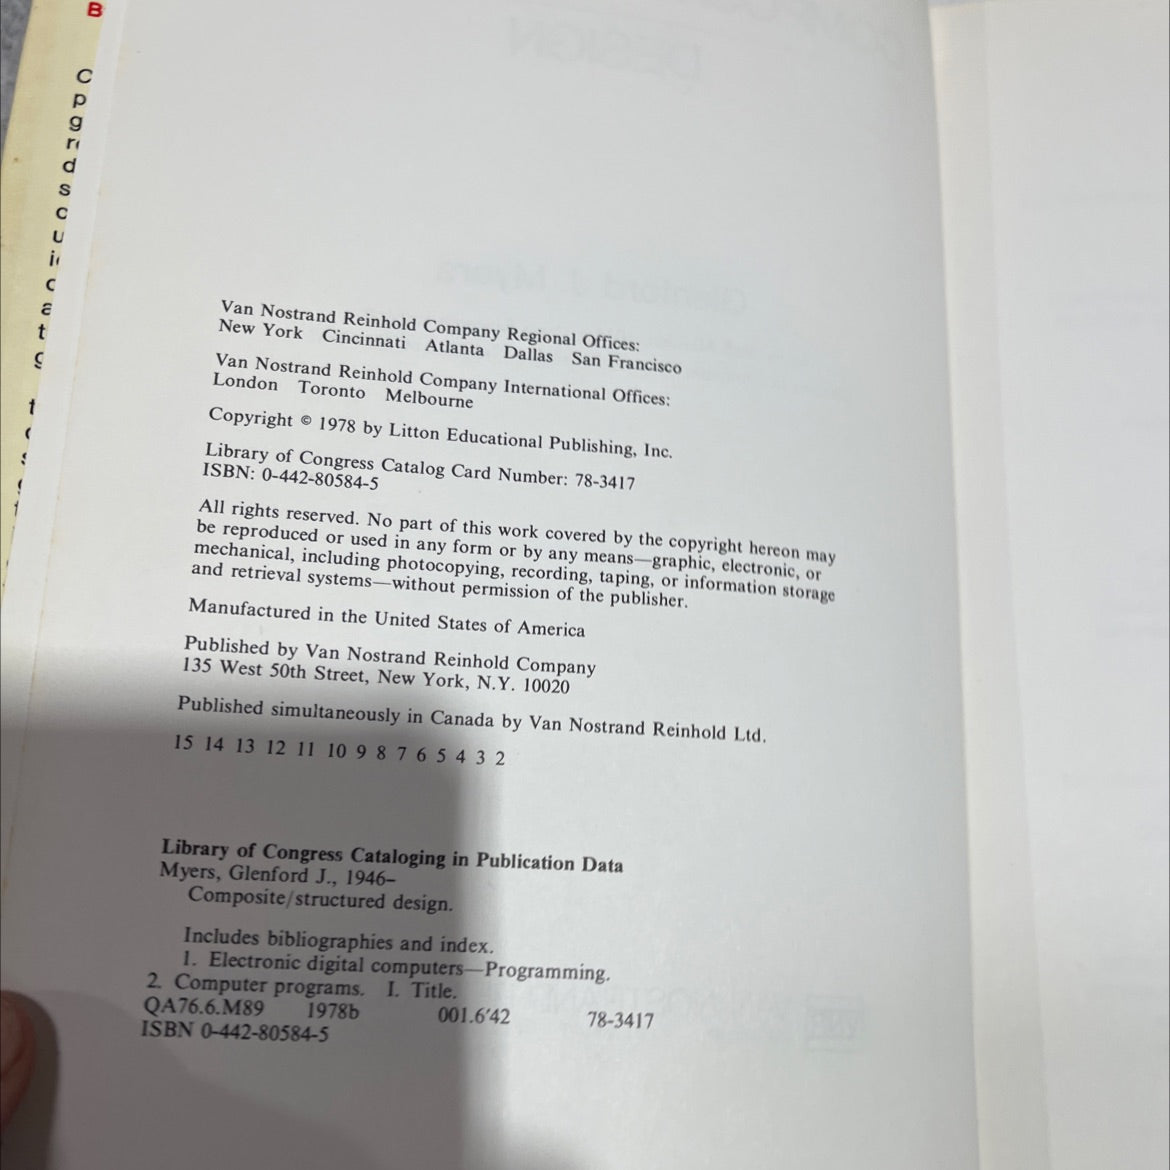 B
Van Nostrand Reinhold Company Regional Offices:
New York Cincinnati Atlanta Dallas San Francisco
Van Nostrand Reinhold Company International Offices:
London Toronto Melbourne
Copyright © 1978 by Litton Educational Publishing, Inc.
Library of Congress Catalog Card Number: 78-3417
ISBN: 0-442-80584-5
All rights reserved. No part of this work covered by the copyright hereon may
be reproduced or used in any form or by any means—graphic, electronic, or
mechanical, including photocopying, recording, taping, or information storage
and retrieval systems—without permission of the publisher.
Manufactured in the United States of America
Published by Van Nostrand Reinhold Company
135 West 50th Street, New York, N.Y. 10020
Published simultaneously in Canada by Van Nostrand Reinhold Ltd.
15 14 13 12 11 10 9 8 7 6 5 4 3 2
Library of Congress Cataloging in Publication Data
Myers, Glenford J., 1946–
Composite/structured design.
Includes bibliographies and index.
1. Electronic digital computers—Programming.
2. Computer programs. I. Title.
QA76.6.M89 1978b 001.6'42 78-3417
ISBN 0-442-80584-5